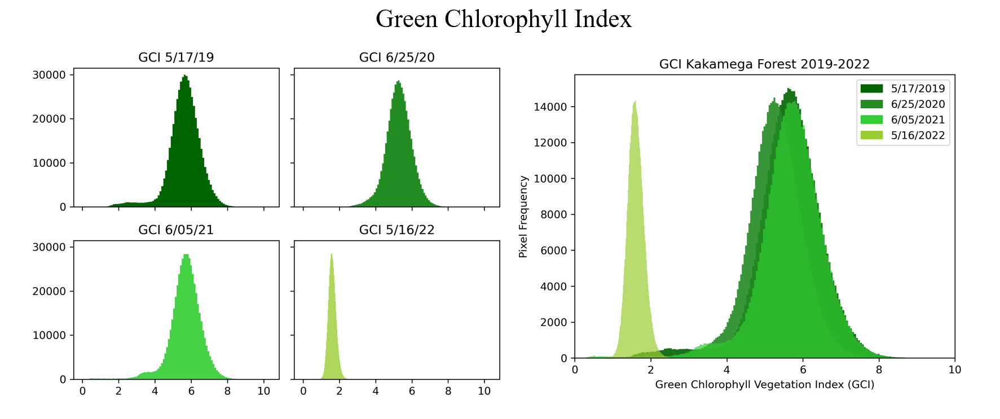 Green Chlorophyll Index
GCI 5/17/19
30000
20000
10000
0
GCI 6/25/20
GCI 6/05/21
30000
20000
10000
0
0 2 4 6 8 10
GCI 5/16/22
0 2 4 6 8 10
GCI Kakamega Forest 2019-2022
5/17/2019
6/25/2020
6/05/2021
5/16/2022
Pixel Frequency
14000
12000
10000
8000
6000
4000
2000
0
0 2 4 6 8 10
Green Chlorophyll Vegetation Index (GCI)